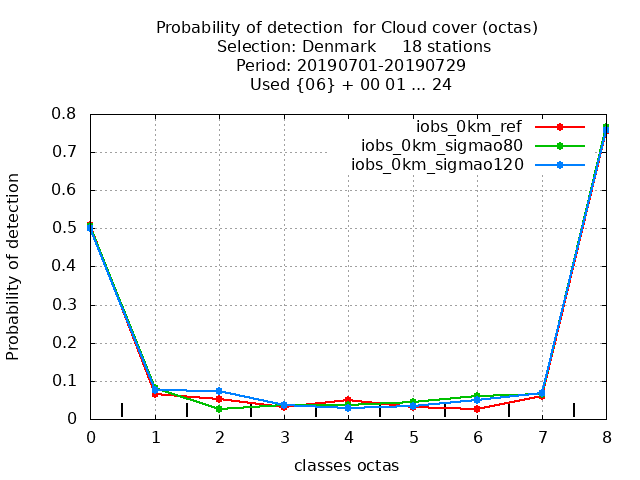 Probability of detection  for Cloud cover (octas)
Selection: Denmark     18 stations
Period: 20190701-20190729
Used {06} + 00 01 ... 24
iobs_0km_ref
iobs_0km_sigmao80
iobs_0km_sigmao120
Probability of detection
0.8
0.7
0.6
0.5
0.4
0.3
0.2
0.1
0
0 1 2 3 4 5 6 7 8
classes octas